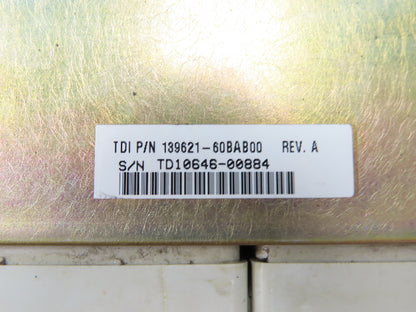 TDI P/N 139621-60BAB00 REV. A
S/N TD10646-00884